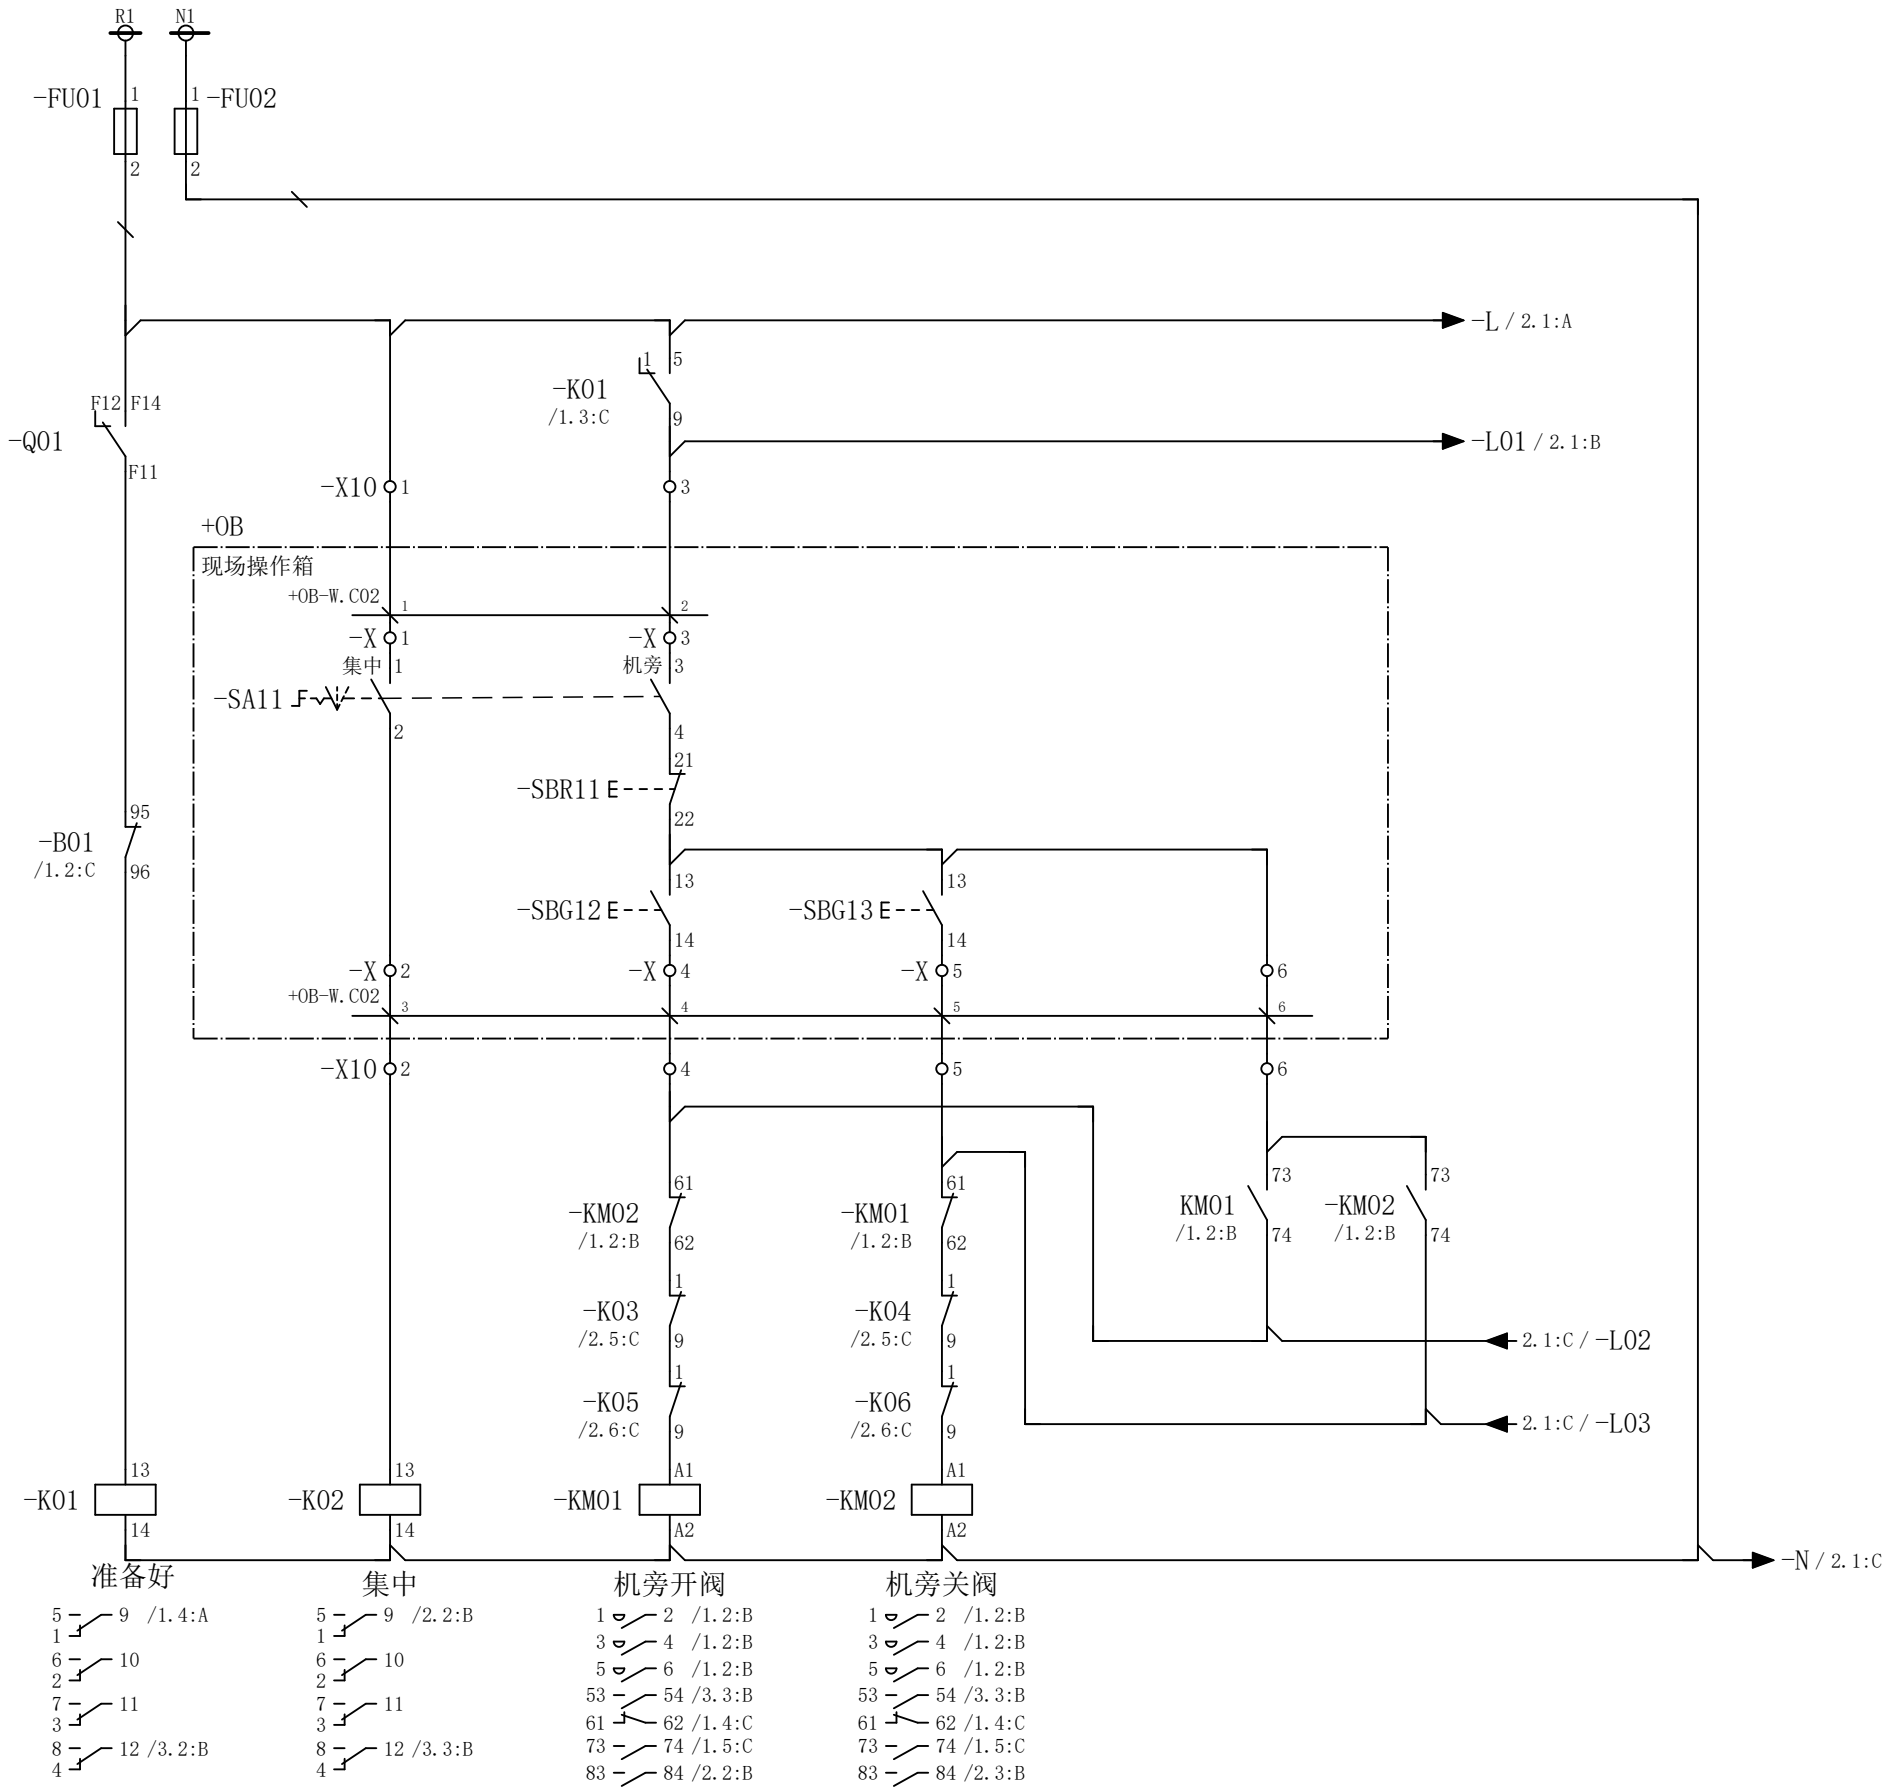 R1 N1
-FU01 1 1 -FU02
2 2
-L / 2.1:A
1 5
-K01
/1.3:C
9
F12 F14
-Q01
F11
-L01 / 2.1:B
-X10 1 3
+OB
现场操作箱
+OB-W.C02 1 2
-X 1 -X 3
集中 1 机旁 3
-SA11
2 4
21
-SBR11
22
95
-B01
/1.2:C 96
13 13
-SBG12 -SBG13
14 14
-X 2 -X 4 -X 5 6
+OB-W.C02 3 4 5 6
-X10 2 4 5 6
61 61 73 73
-KM02 -KM01 KM01 -KM02
/1.2:B 62 /1.2:B 62 /1.2:B 74 /1.2:B 74
1 1
-K03 -K04
/2.5:C 9 /2.5:C 9
2.1:C / -L02
1 1
-K05 -K06
/2.6:C 9 /2.6:C 9
2.1:C / -L03
13 13 A1 A1
-K01 -K02 -KM01 -KM02
14 14 A2 A2
-N / 2.1:C
准备好 集中 机旁开阀 机旁关阀
5 9 /1.4:A
1
6 10
2
7 11
3
8 12 /3.2:B
4
5 9 /2.2:B
1
6 10
2
7 11
3
8 12 /3.3:B
4
1 2 /1.2:B
3 4 /1.2:B
5 6 /1.2:B
53 54 /3.3:B
61 62 /1.4:C
73 74 /1.5:C
83 84 /2.2:B
1 2 /1.2:B
3 4 /1.2:B
5 6 /1.2:B
53 54 /3.3:B
61 62 /1.4:C
73 74 /1.5:C
83 84 /2.3:B